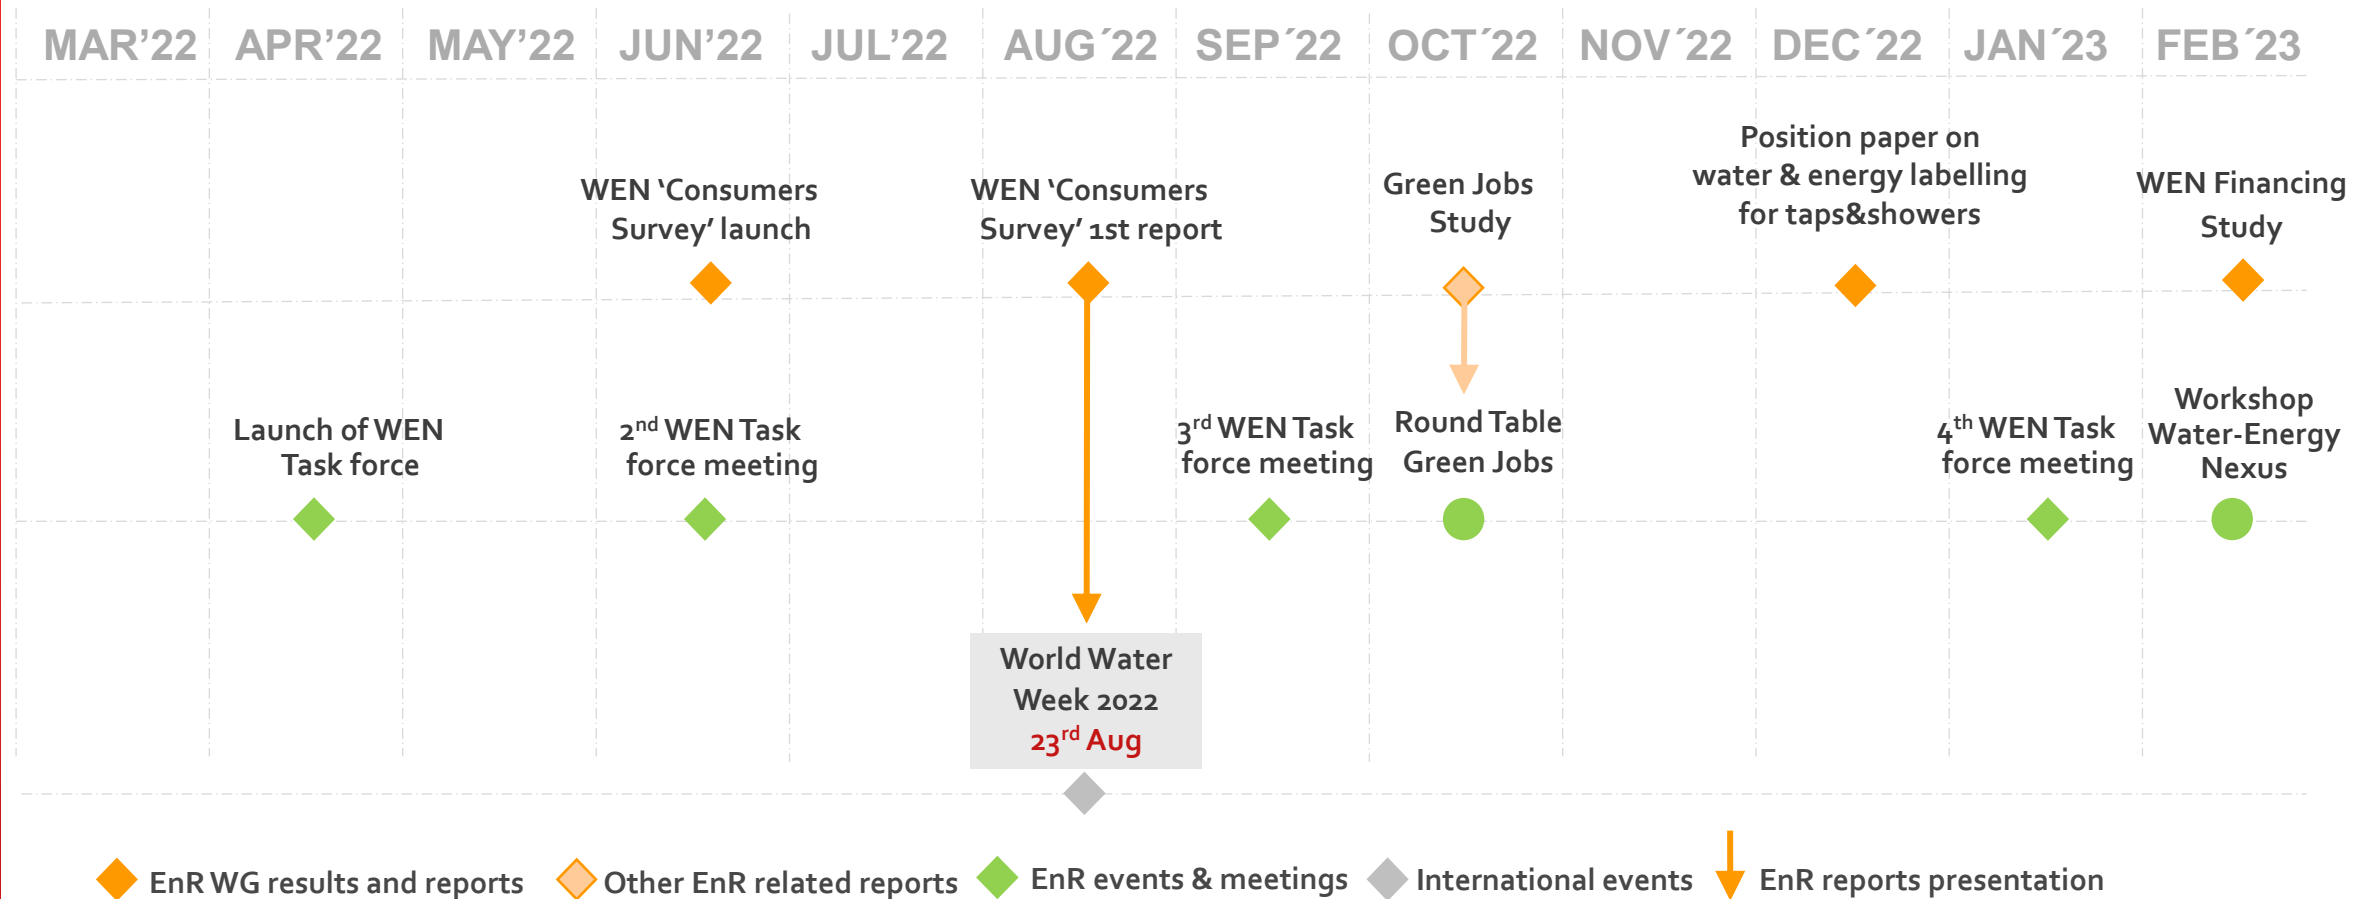 MAR’22 APR’22 MAY’22 JUN’22 JUL’22 AUG´22 SEP´22 OCT´22 NOV´22 DEC´22 JAN´23 FEB´23
WEN ‘Consumers
Survey’ launch
WEN ‘Consumers
Survey’ 1st report
Green Jobs
Study
Position paper on
water & energy labelling
for taps&showers
WEN Financing
Study
Launch of WEN
Task force
2nd WEN Task
force meeting
3rd WEN Task
force meeting
Round Table
Green Jobs
4th WEN Task
force meeting
Workshop
Water-Energy
Nexus
World Water
Week 2022
23rd Aug
EnR WG results and reports
Other EnR related reports
EnR events & meetings
International events
EnR reports presentation